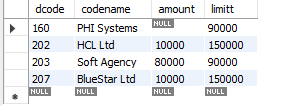 dcode codename amount limitt
160 PHI Systems NULL 90000
202 HCL Ltd 10000 150000
203 Soft Agency 80000 90000
207 BlueStar Ltd 10000 150000
NULL NULL NULL NULL